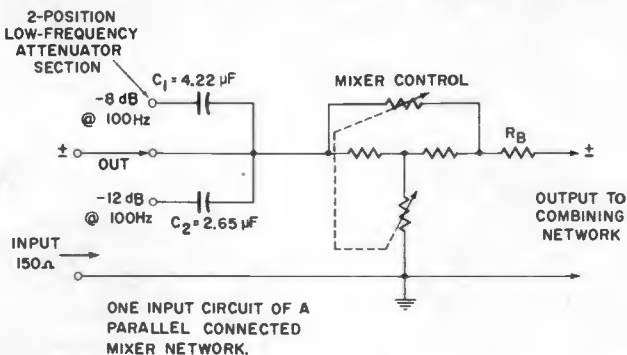 2-POSITION
LOW-FREQUENCY
ATTENUATOR
SECTION
C1 = 4.22 µF
-8 dB
@ 100Hz
MIXER CONTROL
±
OUT
RB
±
-12 dB
@ 100Hz
C2 = 2.65 µF
OUTPUT TO
COMBINING
NETWORK
INPUT
150Ω
ONE INPUT CIRCUIT OF A
PARALLEL CONNECTED
MIXER NETWORK.